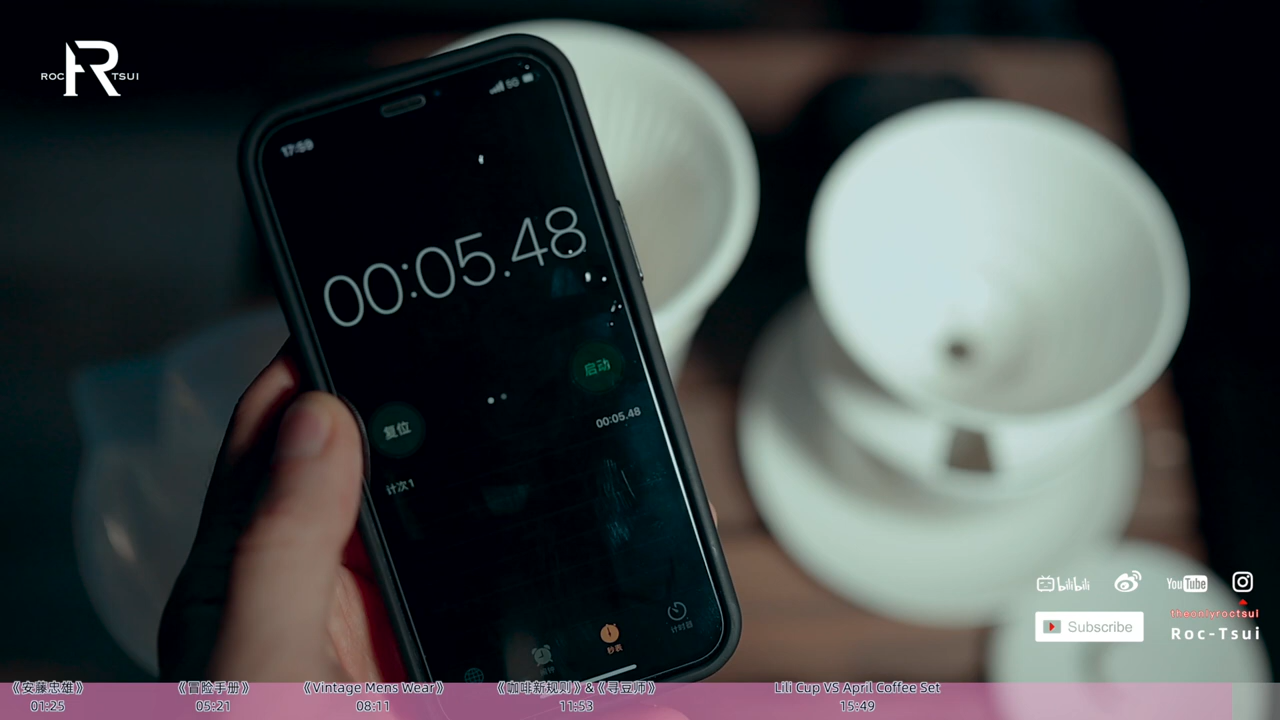 ROC R TSUI
5G
17:59
00:05.48
启动
复位
00:05.48
计次1
秒表
计时器
bilibili
YouTube
theonlyroctsui
Subscribe
Roc-Tsui
《安藤忠雄》 《冒险手册》 《Vintage Mens Wear》 《咖啡新规则》&《寻豆师》 Lili Cup VS April Coffee Set
01:25 05:21 08:11 11:53 15:49